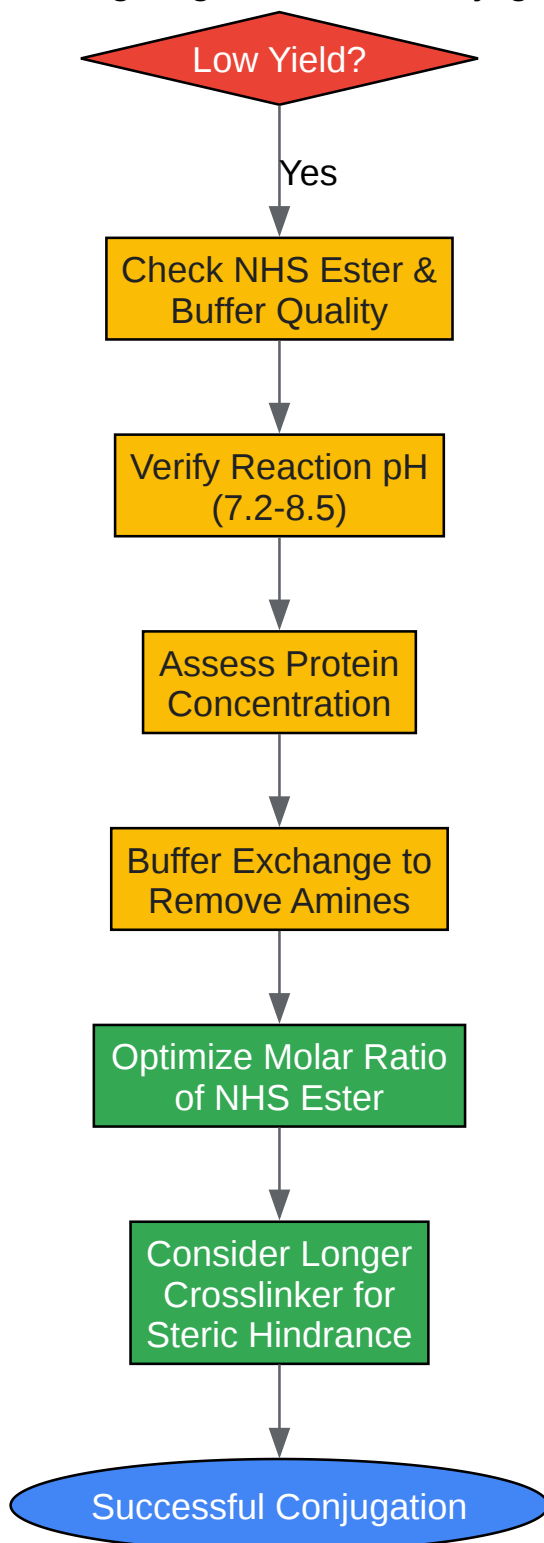 Low Yield?
Yes
Check NHS Ester &
Buffer Quality
Verify Reaction pH
(7.2-8.5)
Assess Protein
Concentration
Buffer Exchange to
Remove Amines
Optimize Molar Ratio
of NHS Ester
Consider Longer
Crosslinker for
Steric Hindrance
Successful Conjugation